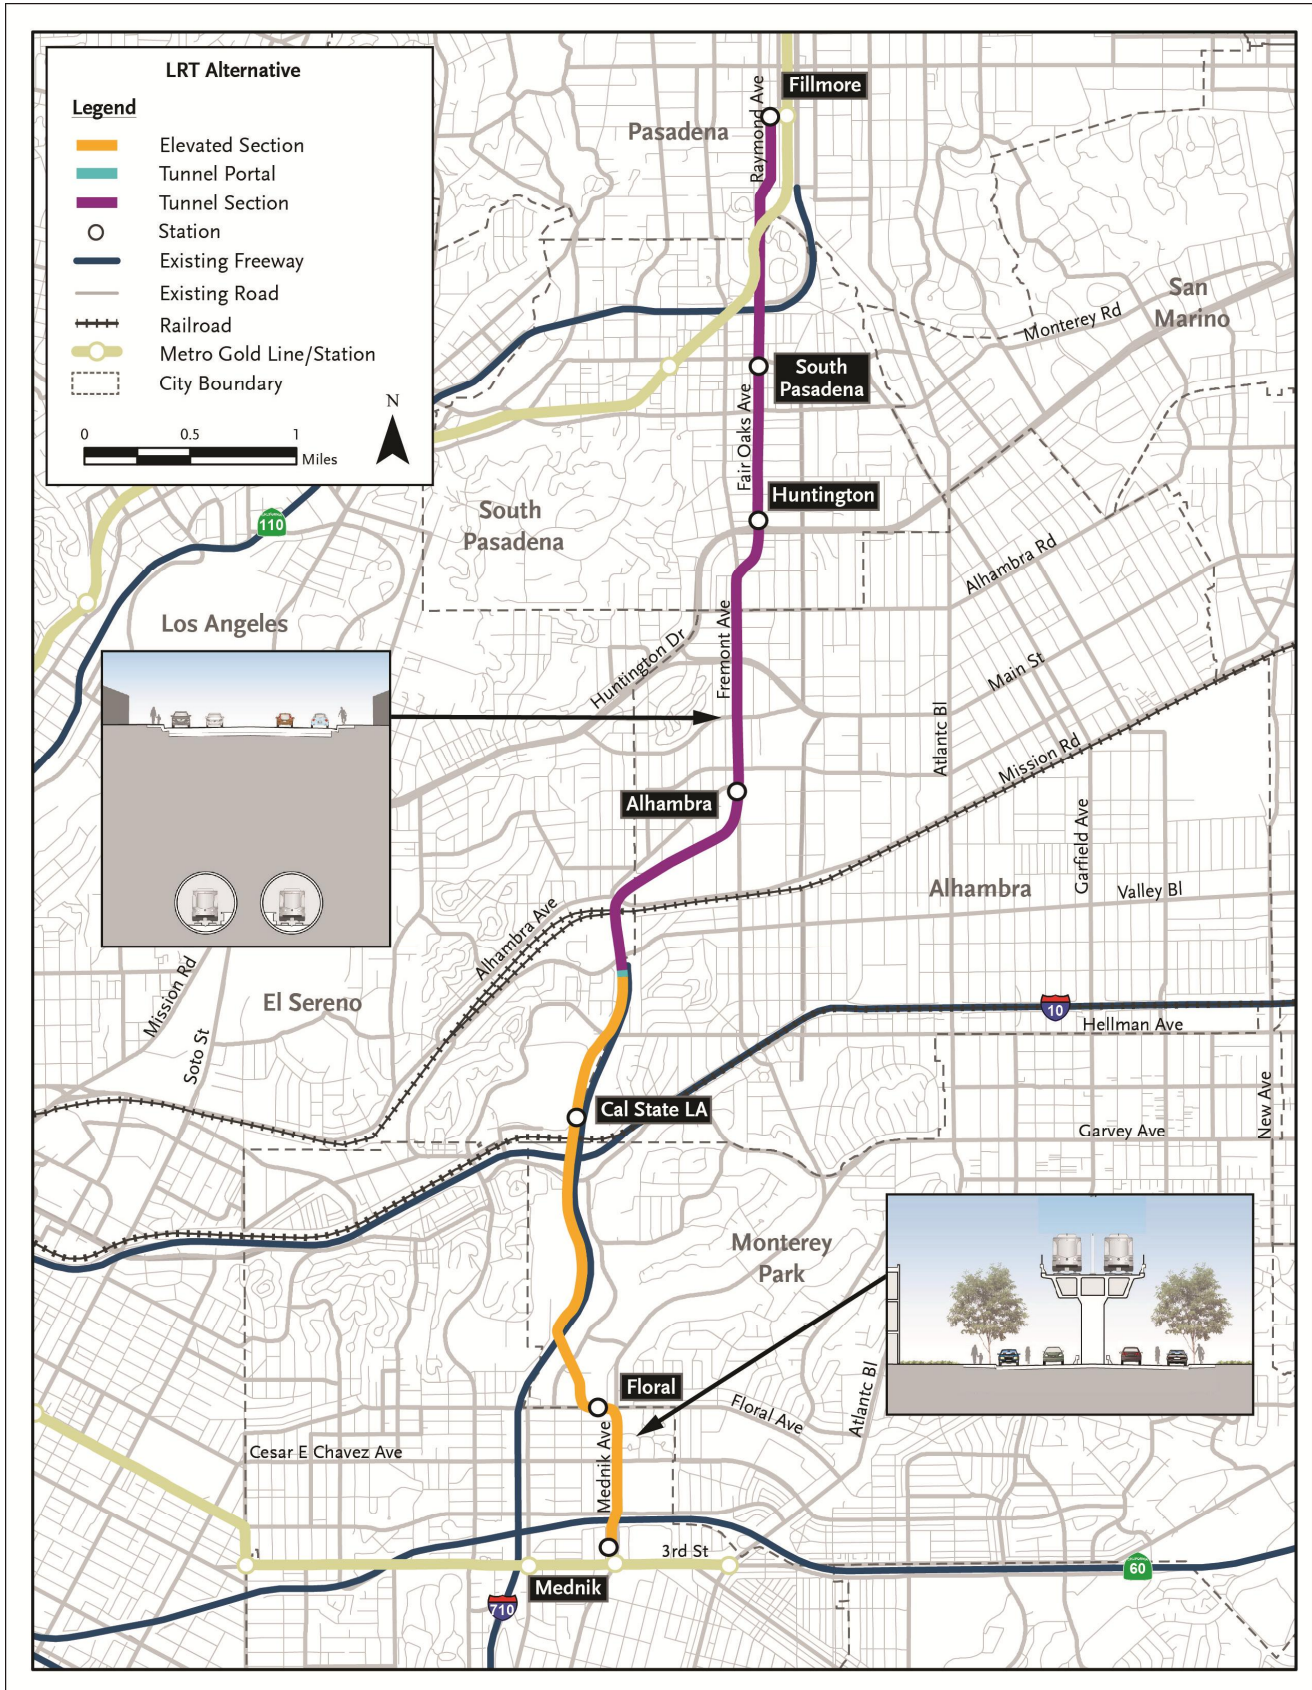 LRT Alternative
Legend
Elevated Section
Tunnel Portal
Tunnel Section
Station
Existing Freeway
Existing Road
Railroad
Metro Gold Line/Station
City Boundary
N
0 0.5 1
Miles
Fillmore
Pasadena
Raymond Ave
San
Marino
Monterey Rd
South
Pasadena
Fair Oaks Ave
Huntington
CALIFORNIA
110
South
Pasadena
Alhambra Rd
Los Angeles
Fremont Ave
Huntington Dr
Main St
Atlantc Bl
Mission Rd
Alhambra
Garfield Ave
Alhambra
Valley Bl
Alhambra Ave
Mission Rd
El Sereno
Soto St
10
Hellman Ave
Cal State LA
New Ave
Garvey Ave
Monterey
Park
Floral
Floral Ave
Atlantc Bl
Cesar E Chavez Ave
Mednik Ave
3rd St
Mednik
CALIFORNIA
60
710